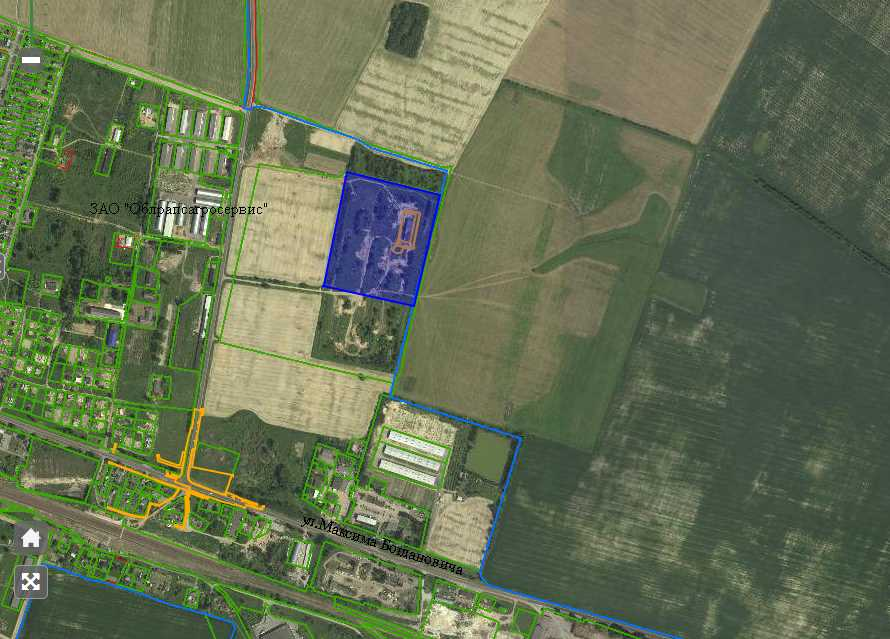 ЗАО "Облрапсагросервис"
ул.Максима Богдановича